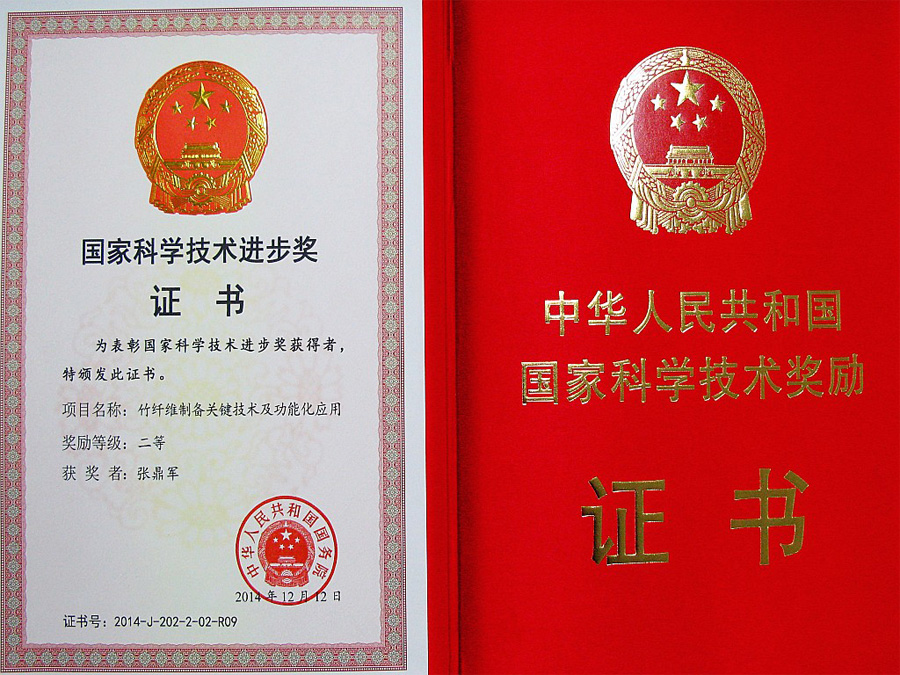 国家科学技术进步奖
证 书
为表彰国家科学技术进步奖获得者，
特颁发此证书。
项目名称：竹纤维制备关键技术及功能化应用
奖励等级：二等
获 奖 者：张鼎军
中华人民共和国国务院
2014 年 12 月 12 日
证书号：2014-J-202-2-02-R09
中华人民共和国
国家科学技术奖励
证 书